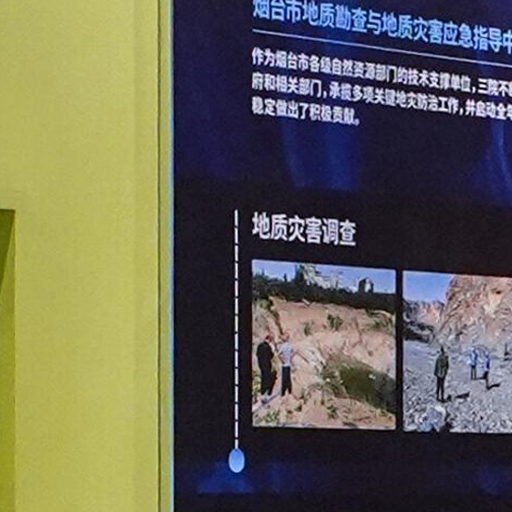 烟台市地质勘查与地质灾害应急指导中
作为烟台市各级自然资源部门的技术支撑单位，三院不断
府和相关部门，承揽多项关键地灾防治工作，并启动全年
稳定做出了积极贡献。
地质灾害调查